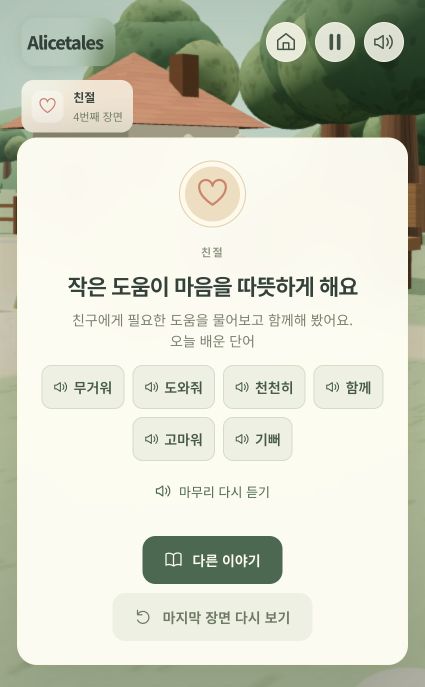 Alicetales
친절
4번째 장면
친절
작은 도움이 마음을 따뜻하게 해요
친구에게 필요한 도움을 물어보고 함께해 봤어요.
오늘 배운 단어
무거워 도와줘 천천히 함께
고마워 기뻐
마무리 다시 듣기
다른 이야기
마지막 장면 다시 보기